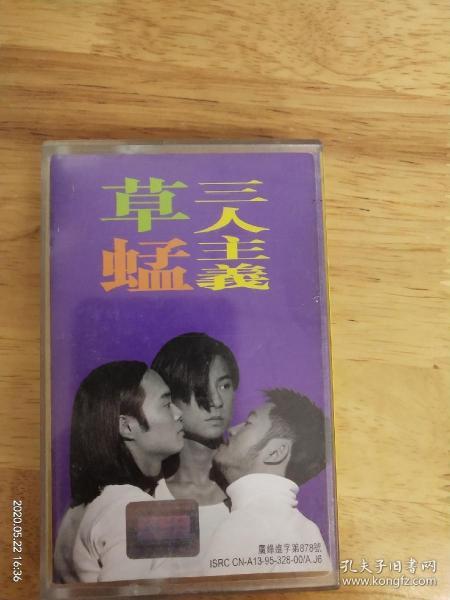 草蜢
三人主義
廣錄進字第878號
ISRC CN-A13-95-328-00/A.J6
2020.05.22 16:36
孔夫子旧书网
www.kongfz.com